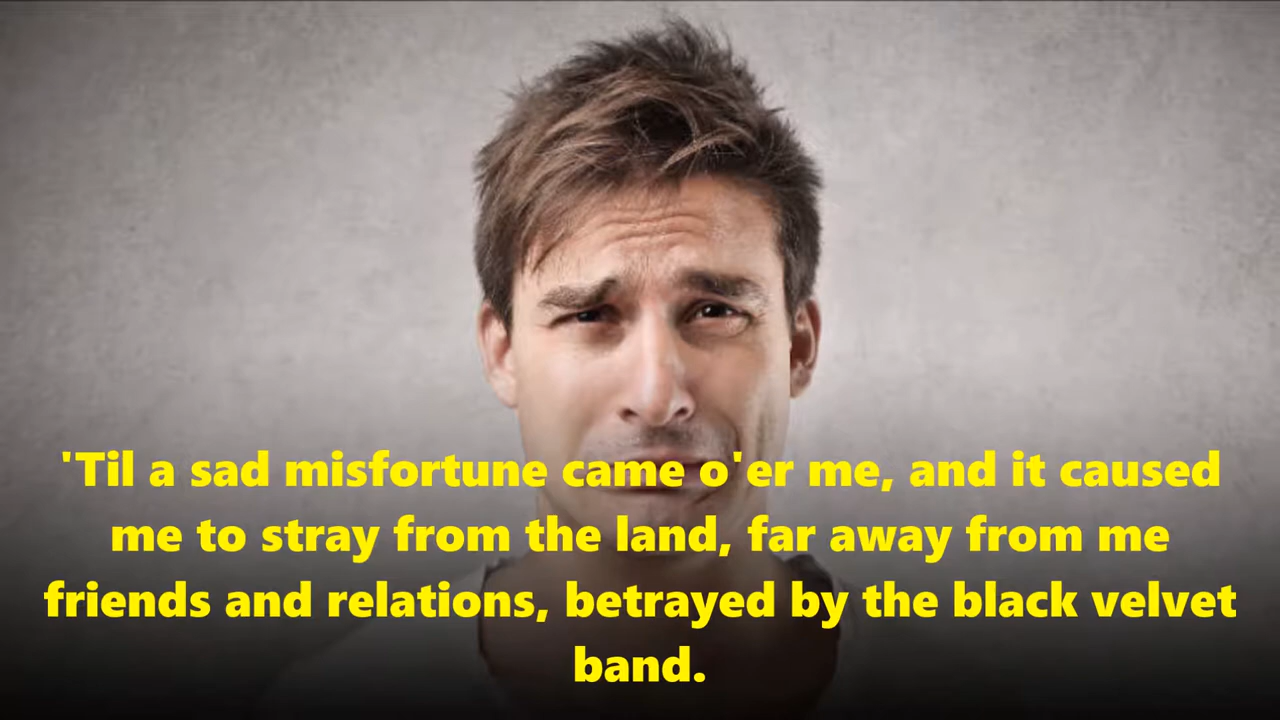 'Til a sad misfortune came o'er me, and it caused
me to stray from the land, far away from me
friends and relations, betrayed by the black velvet
band.